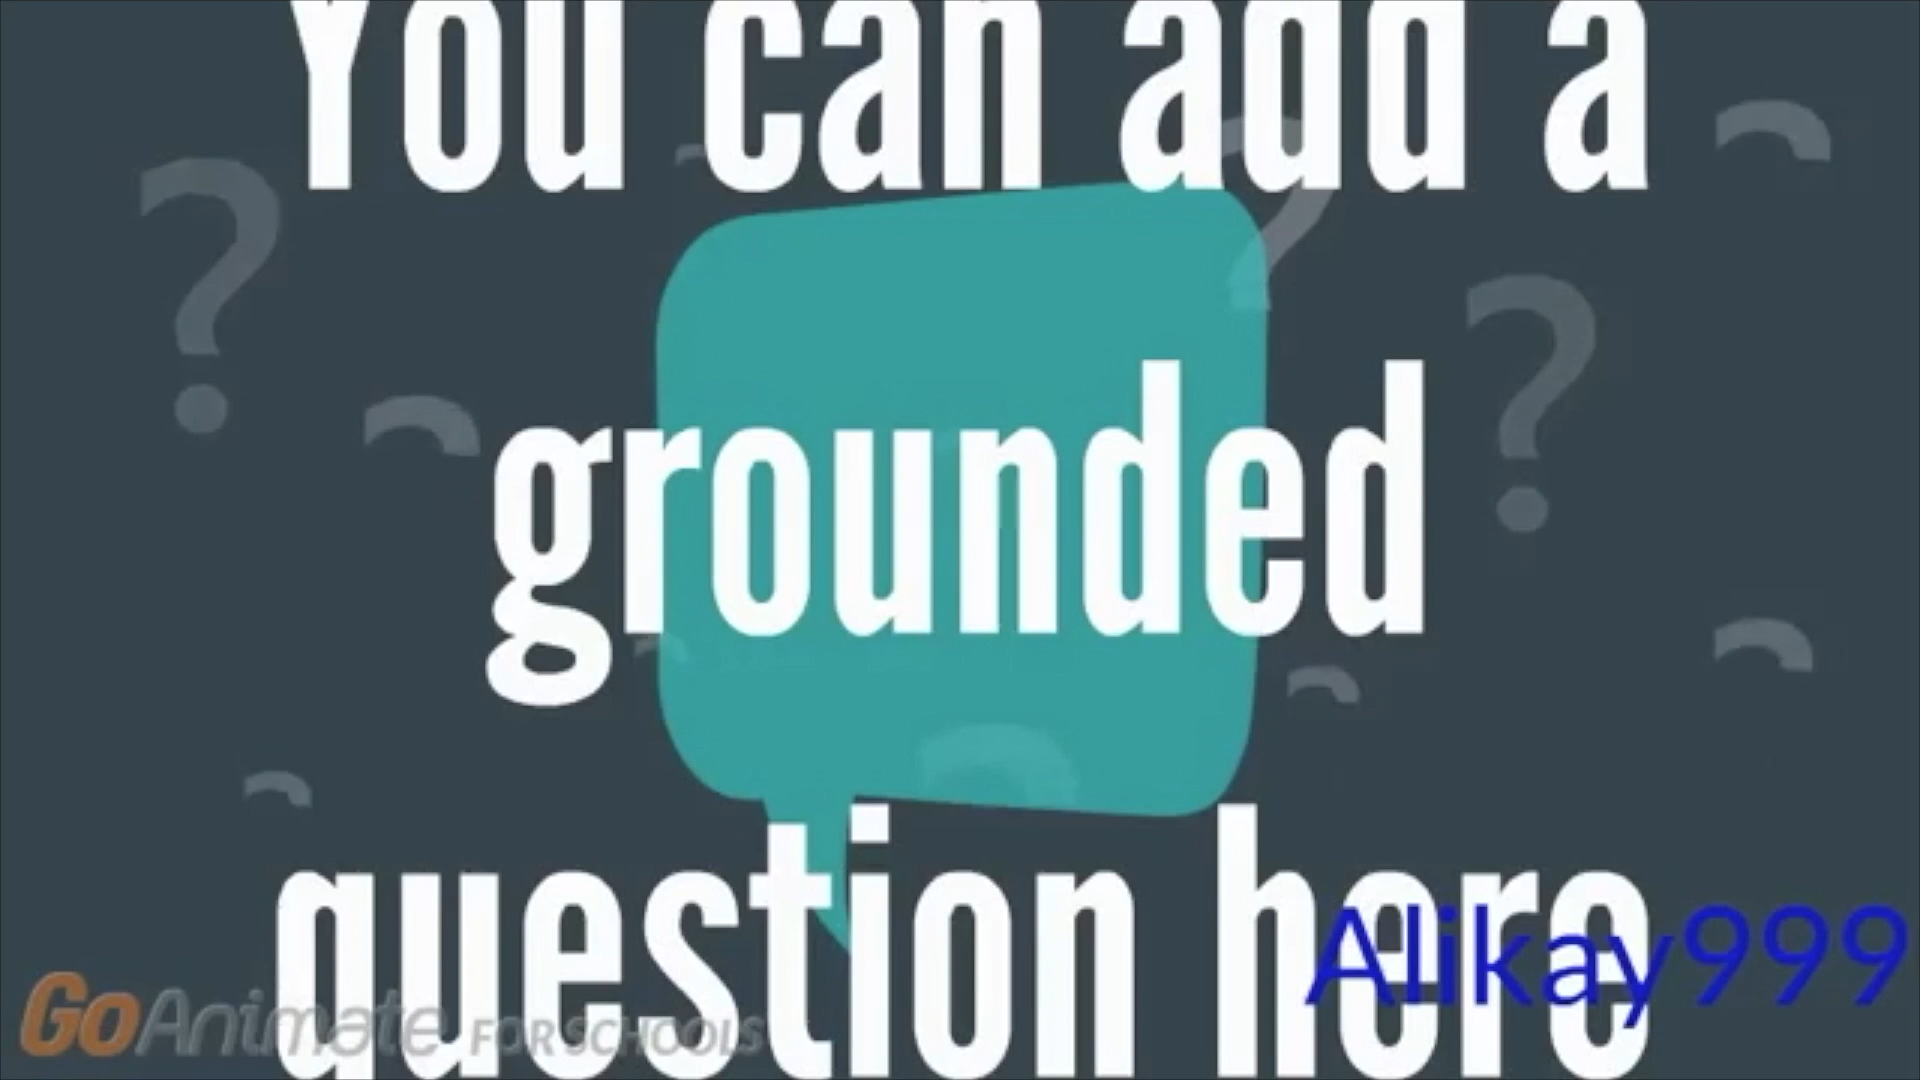 You can add a
grounded
question here
Alikay999
GoAnimate FOR SCHOOLS